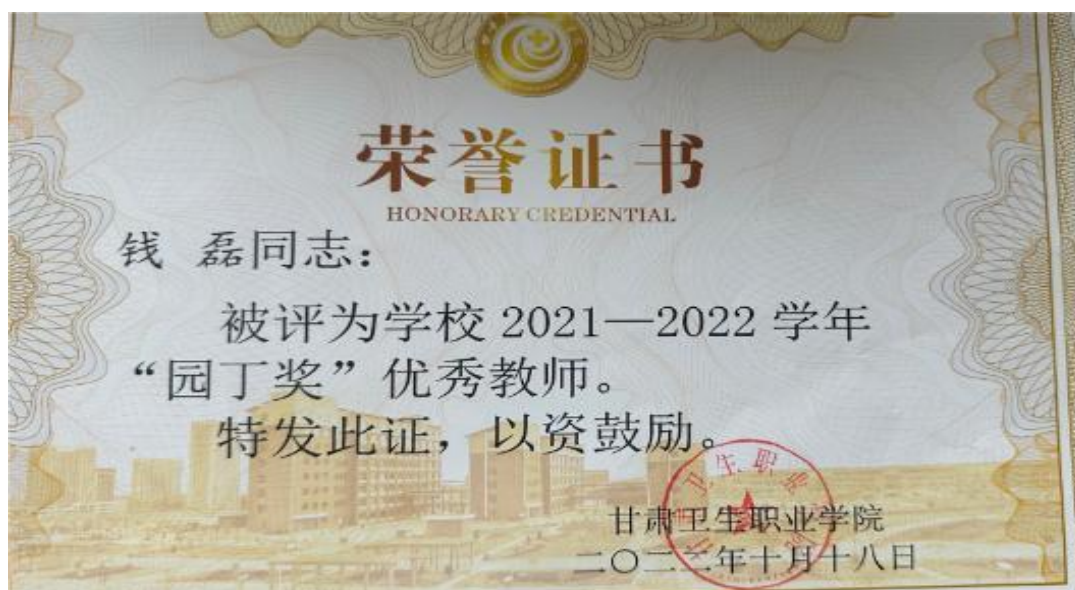 荣誉证书
HONORARY CREDENTIAL
钱 磊同志：
被评为学校 2021—2022 学年
“园丁奖”优秀教师。
特发此证，以资鼓励。
甘肃卫生职业学院
二〇二二年十月十八日